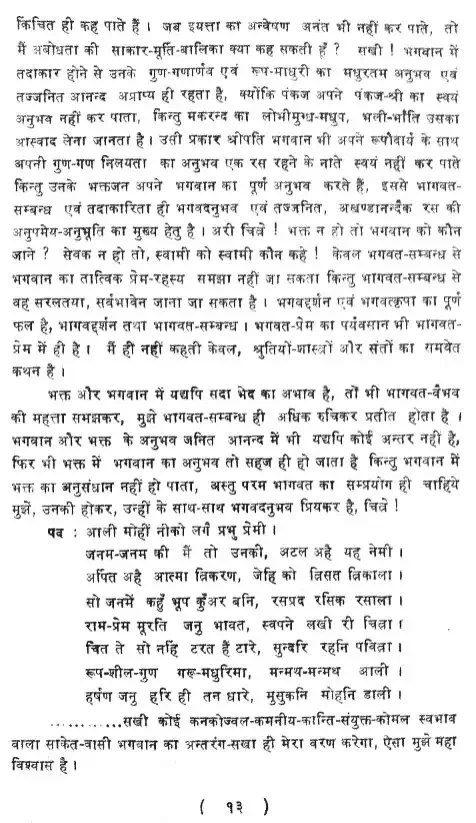 किंचित ही कह पाते हैं । जब इयत्ता का अन्वेषण अनंत भी नहीं कर पाते, तो
मैं अबोधता की साकार-मूर्ति-बालिका क्या कह सकती हूँ ? सखी ! भगवान में
तदाकार होने से उनके गुण-गणार्णव एवं रूप-माधुरी का मधुरतम अनुभव एवं
तज्जनित आनन्द अप्राप्य ही रहता है, क्योंकि पंकज अपने पंकज-श्री का स्वयं
अनुभव नहीं कर पाता, किन्तु मकरन्द का लोभीमुग्ध-मधुप, भली-भाँति उसका
आस्वाद लेना जानता है । उसी प्रकार श्रीपति भगवान भी अपने रूपौदार्य के साथ
अपनी गुण-गण निलयता का अनुभव एक रस रहने के नाते स्वयं नहीं कर पाते
किन्तु उनके भक्तजन अपने भगवान का पूर्ण अनुभव करते हैं, इससे भागवत-
सम्बन्ध एवं तदाकारिता ही भगवदनुभव एवं तज्जनित, अखण्डानन्दैक रस की
अनुपमेय-अनुभूति का मुख्य हेतु है । अरी चित्रे ! भक्त न हो तो भगवान को कौन
जाने ? सेवक न हो तो, स्वामी को स्वामी कौन कहे ! केवल भगवत-सम्बन्ध से
भगवान का तात्विक प्रेम-रहस्य समझा नहीं जा सकता किन्तु भागवत-सम्बन्ध से
वह सरलतया, सर्वभावेन जाना जा सकता है । भगवद्दर्शन एवं भगवत्कृपा का पूर्ण
फल है, भागवद्दर्शन तथा भागवत-सम्बन्ध । भगवत-प्रेम का पर्यवसान भी भागवत-
प्रेम में ही है । मैं ही नहीं कहती केवल, श्रुतियों-शास्त्रों और संतों का समवेत
कथन है ।
भक्त और भगवान में यद्यपि सदा भेद का अभाव है, तौ भी भागवत-वैभव
की महत्ता समझकर, मुझे भागवत-सम्बन्ध ही अधिक रुचिकर प्रतीत होता है ।
भगवान और भक्त के अनुभव जनित आनन्द में भी यद्यपि कोई अन्तर नहीं है,
फिर भी भक्त में भगवान का अनुभव तो सहज ही हो जाता है किन्तु भगवान में
भक्त का अनुसंधान नहीं हो पाता, अस्तु परम भागवत का सम्प्रयोग ही चाहिये
मुझे, उनकी होकर, उन्हीं के साथ-साथ भगवदनुभव प्रियकर है, चित्रे !
पद : आली मोहीं नीको लगै प्रभु प्रेमी ।
जनम-जनम की मैं तो उनकी, अटल अहै यह नेमी ।
अर्पित अहै आत्मा त्रिकरण, जेहि को त्रिसत त्रिकाला ।
सो जनमें कहुँ भूप कुँअर बनि, रसप्रद रसिक रसाला ।
राम-प्रेम मूरति जनु भावत, स्वपने लखी री चित्रा ।
चित ते सो नहिं टरत है टारे, सुन्दरि रहनि पवित्रा ।
रूप-शील-गुण गरू-मधुरिमा, मन्मथ-मन्मथ आली ।
हर्षण जनु हरि ही तन धारे, मुसुकनि मोहनि डाली ।
............सखी कोई कनकोज्वल-कमनीय-कान्ति-संयुक्त-कोमल स्वभाव
वाला साकेत-वासी भगवान का अन्तरंग-सखा ही मेरा वरण करेगा, ऐसा मुझे महा
विश्वास है ।
( १३ )